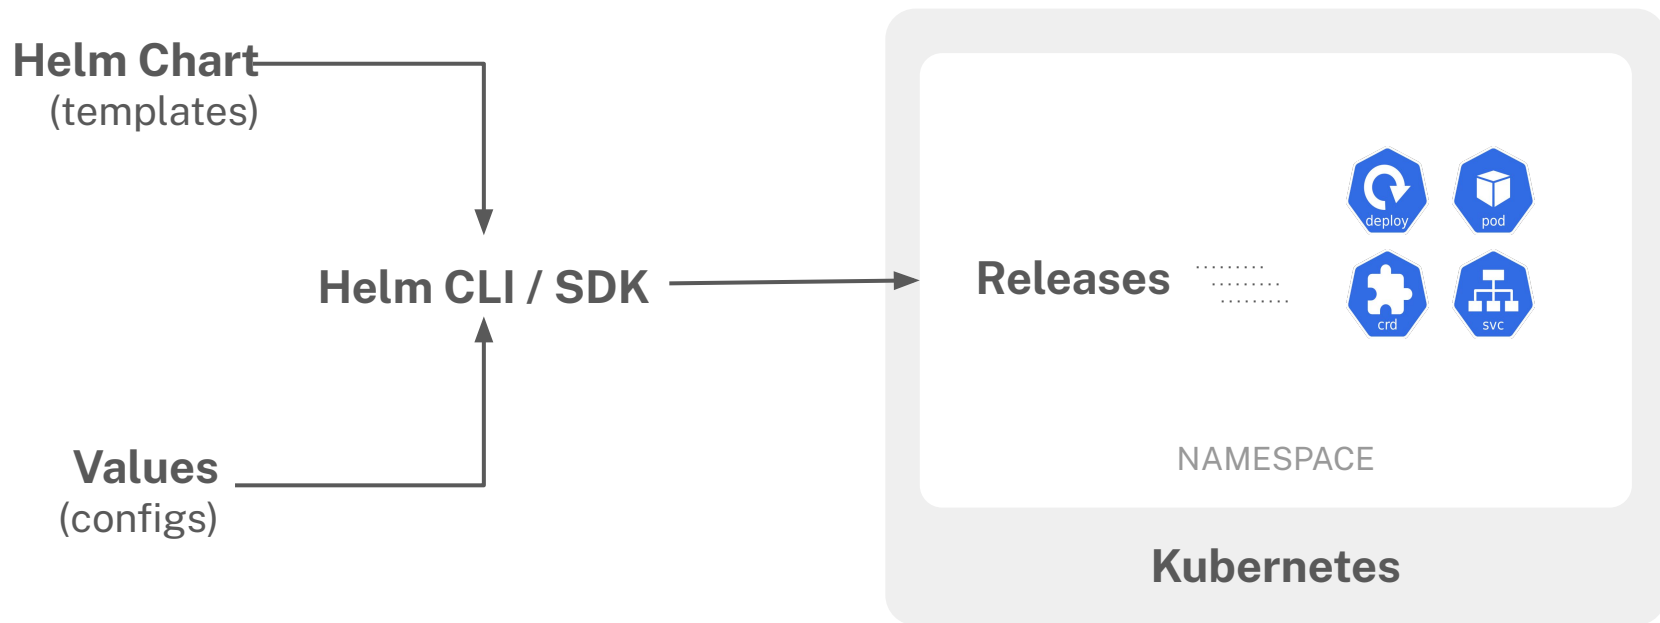 Helm Chart
(templates)
Helm CLI / SDK
Values
(configs)
Releases
deploy
pod
crd
svc
NAMESPACE
Kubernetes